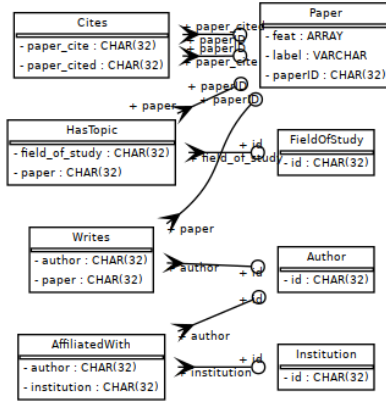 Cites
- paper_cite : CHAR(32)
- paper_cited : CHAR(32)
+ paper_cited
+ paperID
+ paperID
+ paper_cite
Paper
- feat : ARRAY
- label : VARCHAR
- paperID : CHAR(32)
+ paperID
+ paperID
+ paper
HasTopic
- field_of_study : CHAR(32)
- paper : CHAR(32)
+ id
+ field_of_study
FieldOfStudy
- id : CHAR(32)
+ paper
Writes
- author : CHAR(32)
- paper : CHAR(32)
+ author
+ id
Author
- id : CHAR(32)
+ id
+ author
AffiliatedWith
- author : CHAR(32)
- institution : CHAR(32)
+ id
+ institution
Institution
- id : CHAR(32)